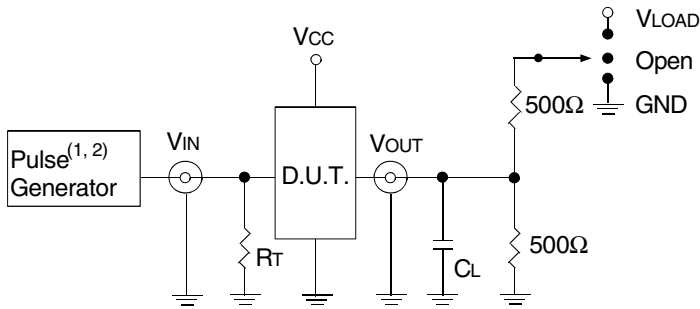 VLOAD
VCC
Open
500Ω
GND
Pulse(1, 2)
Generator
VIN
D.U.T.
VOUT
RT
CL
500Ω